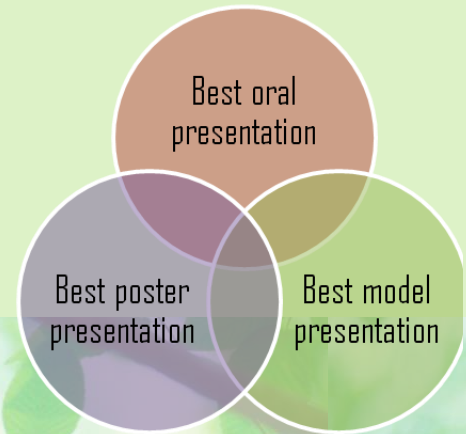 Best oral
presentation
Best poster
presentation
Best model
presentation